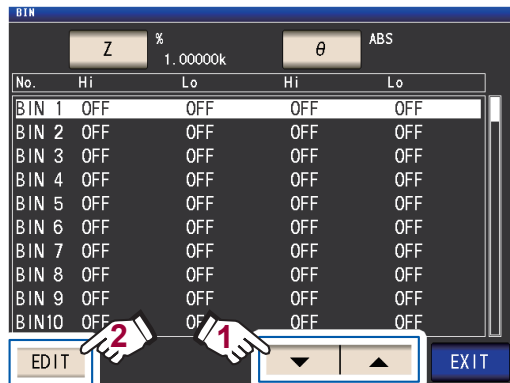 BIN
Z % 1.00000k θ ABS
No. Hi Lo Hi Lo
BIN 1 OFF OFF OFF OFF
BIN 2 OFF OFF OFF OFF
BIN 3 OFF OFF OFF OFF
BIN 4 OFF OFF OFF OFF
BIN 5 OFF OFF OFF OFF
BIN 6 OFF OFF OFF OFF
BIN 7 OFF OFF OFF OFF
BIN 8 OFF OFF OFF OFF
BIN 9 OFF OFF OFF OFF
BIN10 OFF OFF OFF OFF
2 1
EDIT ▼ ▲ EXIT